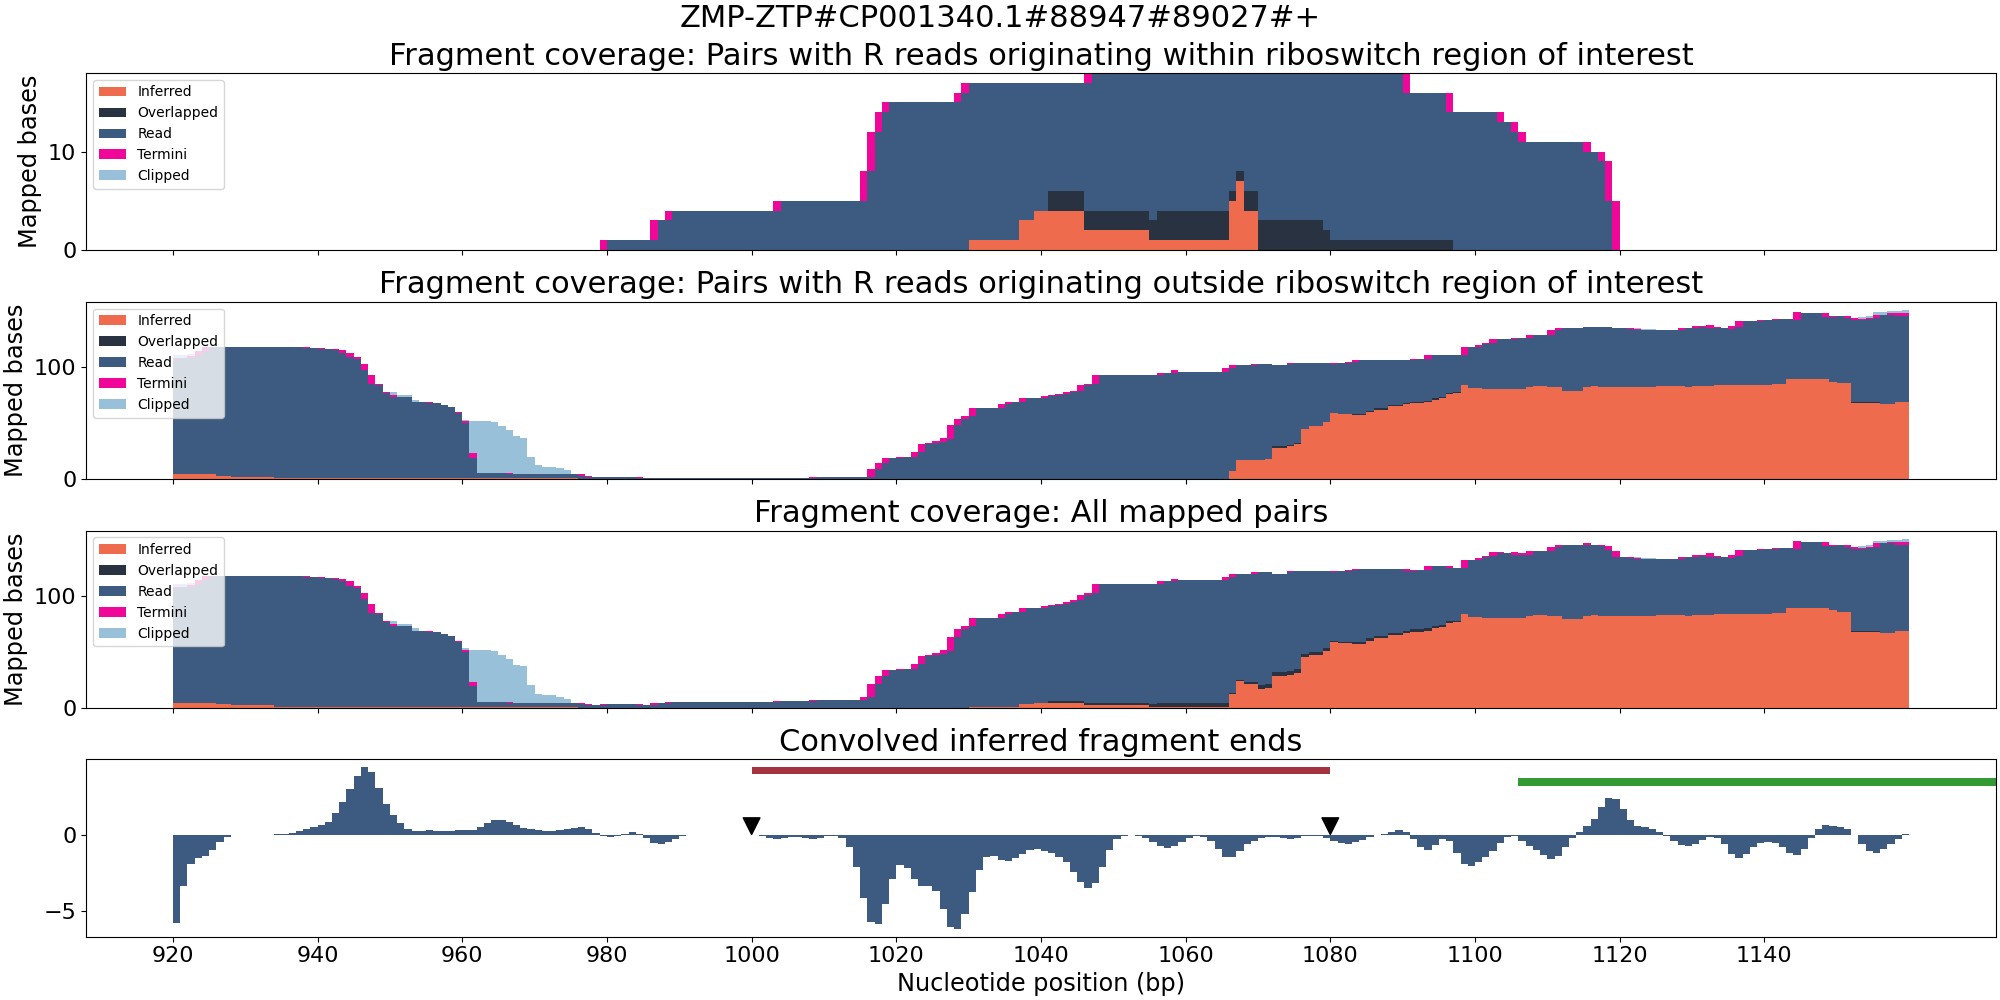 ZMP-ZTP#CP001340.1#88947#89027#+
Fragment coverage: Pairs with R reads originating within riboswitch region of interest
Mapped bases
10
0
Inferred
Overlapped
Read
Termini
Clipped
Fragment coverage: Pairs with R reads originating outside riboswitch region of interest
Mapped bases
100
0
Inferred
Overlapped
Read
Termini
Clipped
Fragment coverage: All mapped pairs
Mapped bases
100
0
Inferred
Overlapped
Read
Termini
Clipped
Convolved inferred fragment ends
0
−5
920 940 960 980 1000 1020 1040 1060 1080 1100 1120 1140
Nucleotide position (bp)